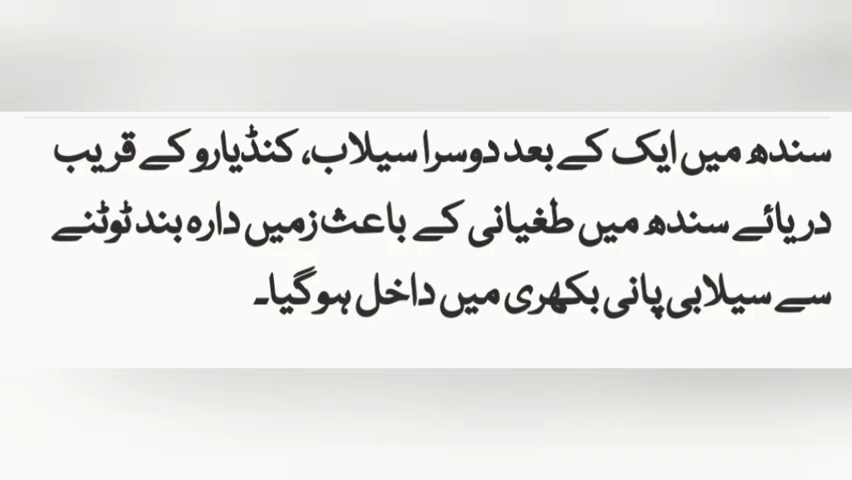 سندھ میں ایک کے بعد دوسرا سیلاب، کنڈیارو کے قریب
دریائے سندھ میں طغیانی کے باعث زمیں دارہ بند ٹوٹنے
سے سیلابی پانی بکھری میں داخل ہوگیا۔